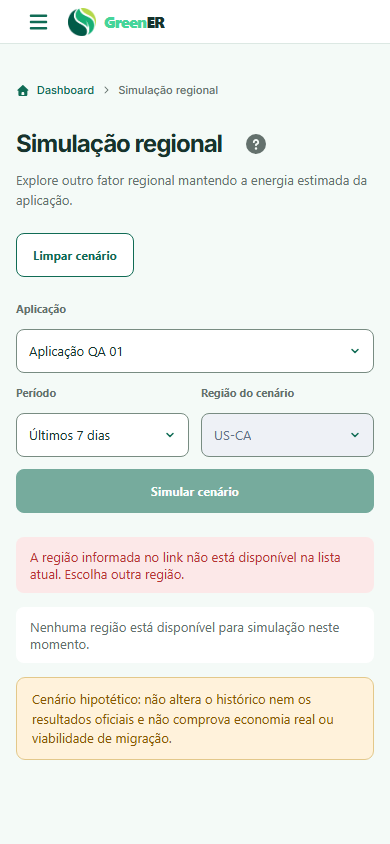 GreenER
Dashboard > Simulação regional
Simulação regional ?
Explore outro fator regional mantendo a energia estimada da
aplicação.
Limpar cenário
Aplicação
Aplicação QA 01
Período Região do cenário
Últimos 7 dias US-CA
Simular cenário
A região informada no link não está disponível na lista
atual. Escolha outra região.
Nenhuma região está disponível para simulação neste
momento.
Cenário hipotético: não altera o histórico nem os
resultados oficiais e não comprova economia real ou
viabilidade de migração.